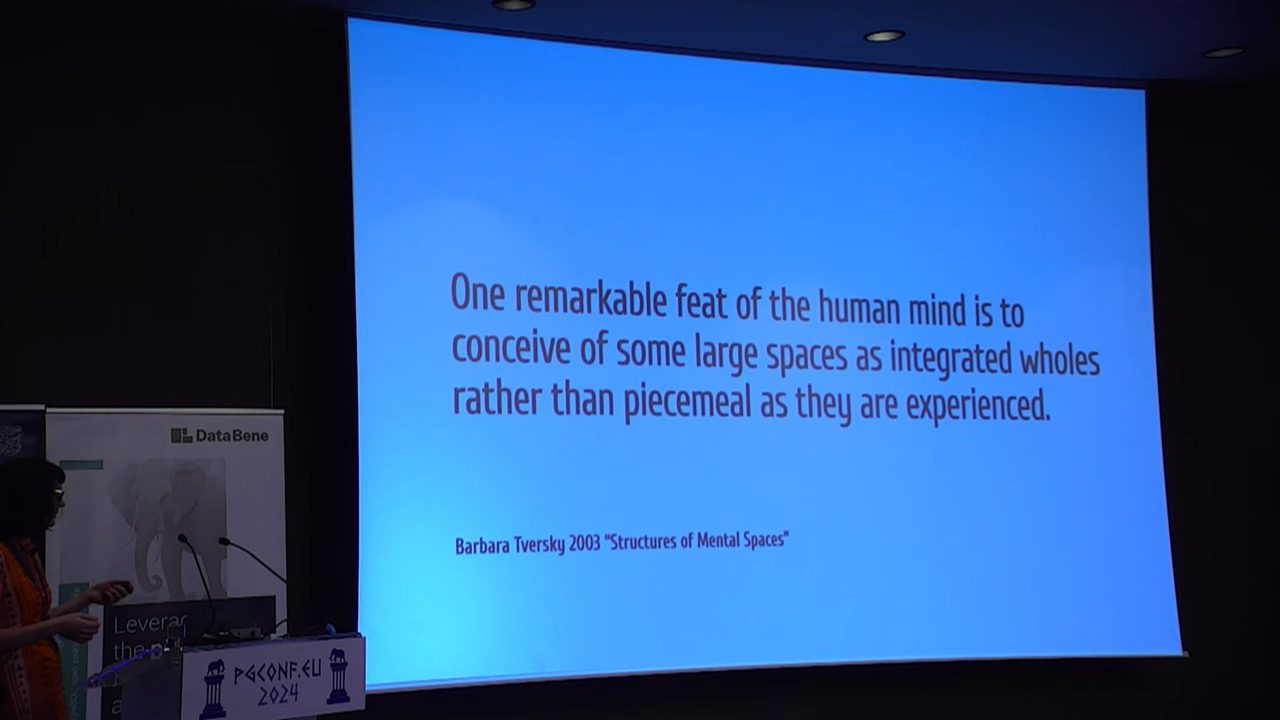 One remarkable feat of the human mind is to
conceive of some large spaces as integrated wholes
rather than piecemeal as they are experienced.
Barbara Tversky 2003 "Structures of Mental Spaces"
DataBene
the
PGCONF.EU
2024